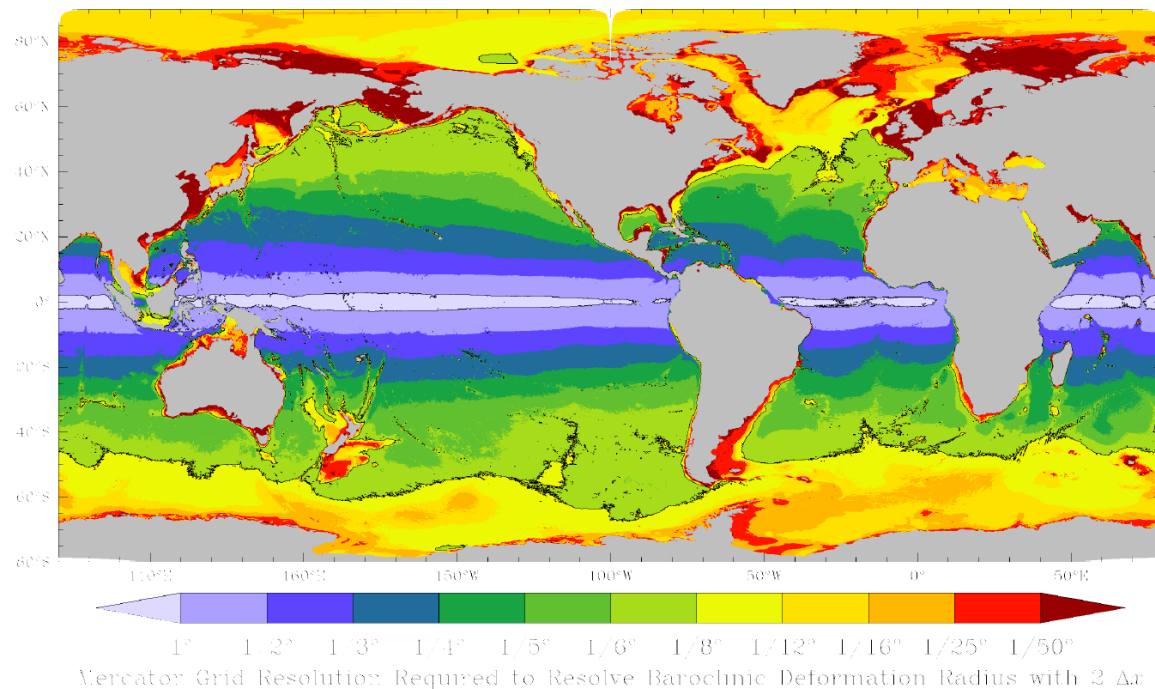 80°N
60°N
40°N
20°N
0°
20°S
40°S
60°S
80°S
110°E 160°E 150°W 100°W 50°W 0° 50°E
1° 1/2° 1/3° 1/4° 1/5° 1/6° 1/8° 1/12° 1/16° 1/25° 1/50°
Mercator Grid Resolution Required to Resolve Baroclinic Deformation Radius with 2 Δx